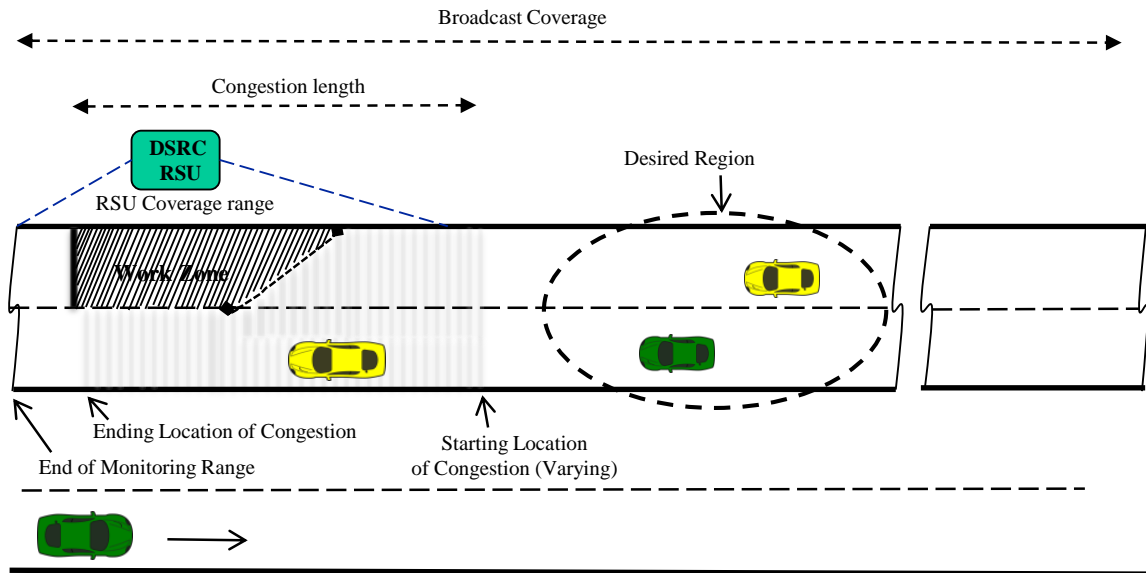 Broadcast Coverage
Congestion length
DSRC
RSU
Desired Region
RSU Coverage range
Work Zone
Ending Location of Congestion
Starting Location
of Congestion (Varying)
End of Monitoring Range